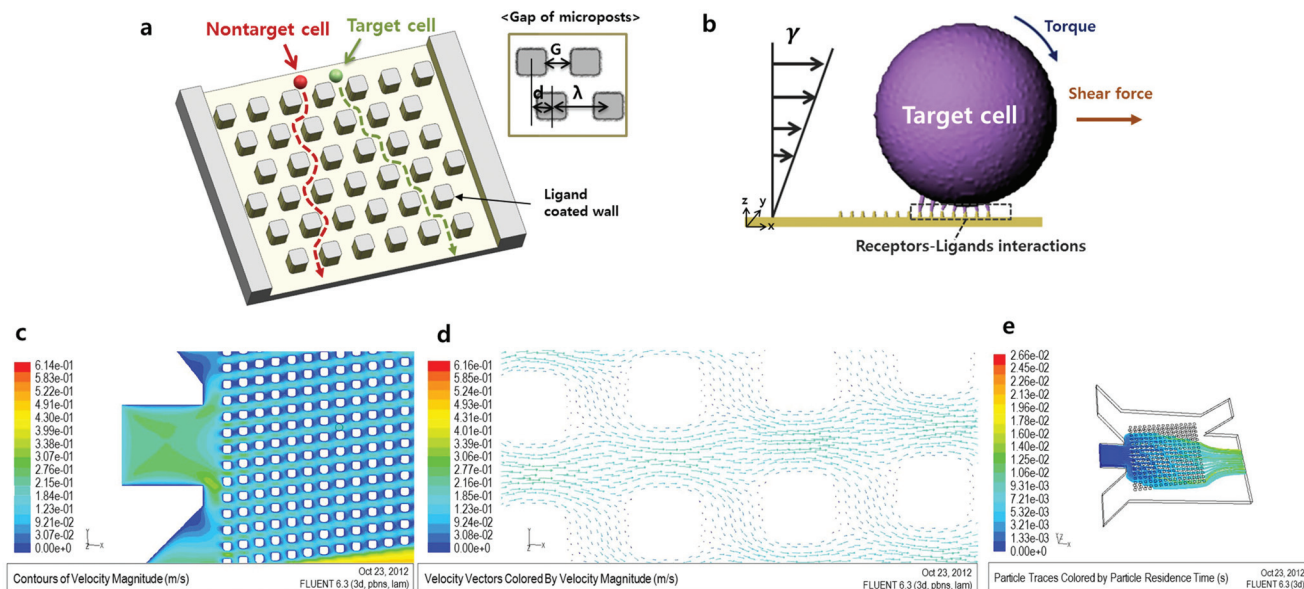 a
Nontarget cell
Target cell
<Gap of microposts>
G
d
λ
Ligand
coated wall
b
γ
Torque
Shear force
Target cell
z
y
x
Receptors-Ligands interactions
c
6.14e-01
5.83e-01
5.22e-01
4.91e-01
4.30e-01
3.99e-01
3.38e-01
3.07e-01
2.76e-01
2.15e-01
1.84e-01
1.23e-01
9.21e-02
3.08e-02
0.00e+0
Y
Z
X
Contours of Velocity Magnitude (m/s)
Oct 23, 2012
FLUENT 6.3 (3d, pbns, lam)
d
6.16e-01
5.85e-01
5.24e-01
4.93e-01
4.31e-01
4.01e-01
3.39e-01
3.06e-01
2.77e-01
2.16e-01
1.85e-01
1.23e-01
9.24e-02
3.08e-02
0.00e+0
Y
Z
X
Velocity Vectors Colored By Velocity Magnitude (m/s)
Oct 23, 2012
FLUENT 6.3 (3d, pbns, lam)
e
2.66e-02
2.45e-02
2.26e-02
2.13e-02
1.96e-02
1.78e-02
1.60e-02
1.40e-02
1.25e-02
1.06e-02
9.31e-03
5.32e-03
3.21e-03
1.33e-03
0.00e+0
Y
Z
X
Particle Traces Colored by Particle Residence Time (s)
Oct 23, 2012
FLUENT 6.3 (3d)